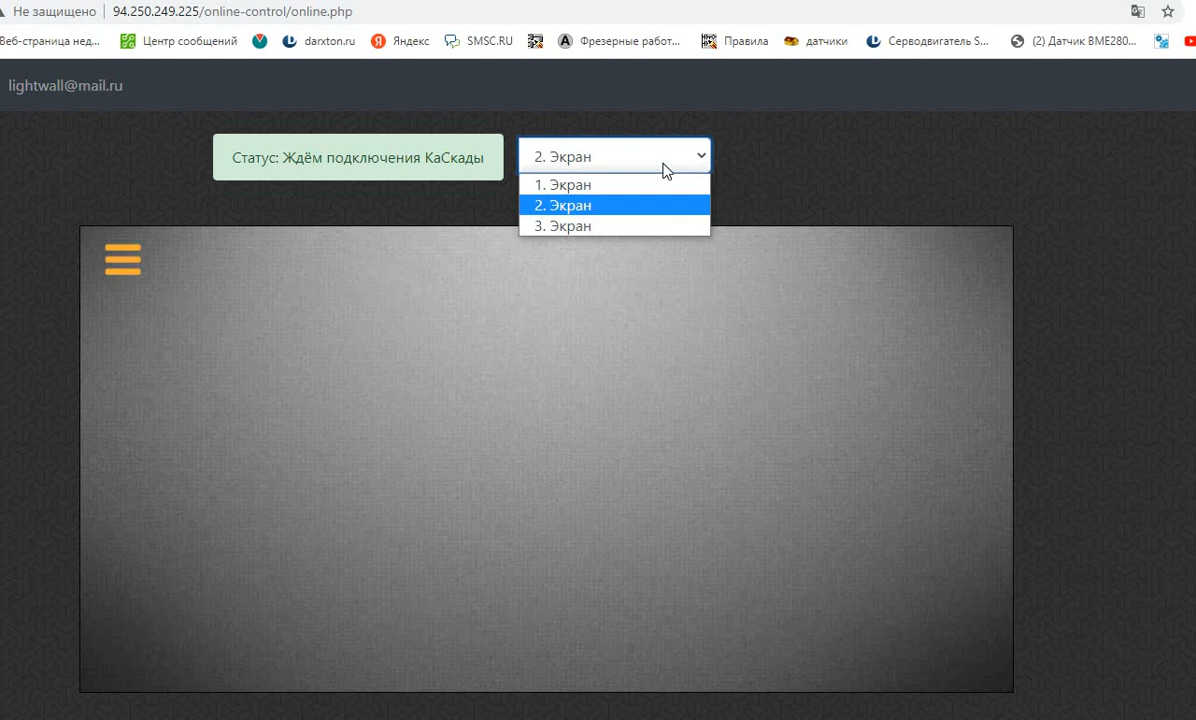 Не защищено 94.250.249.225/online-control/online.php
Веб-страница нед... Центр сообщений darxton.ru Яндекс SMSC.RU Фрезерные работ... Правила датчики Серводвигатель S... (2) Датчик BME280...
lightwall@mail.ru
Статус: Ждём подключения КаСкады
2. Экран
1. Экран
2. Экран
3. Экран